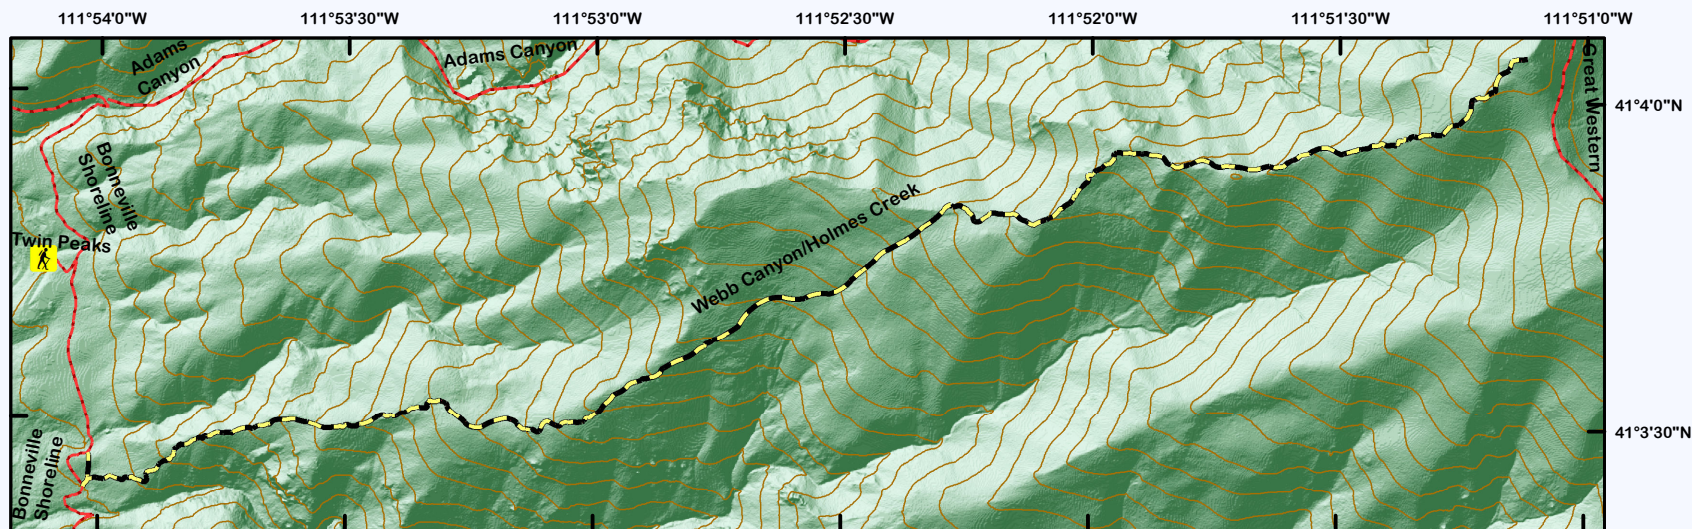 111°54'0"W
111°53'30"W
111°53'0"W
111°52'30"W
111°52'0"W
111°51'30"W
111°51'0"W
Adams
Canyon
Adams Canyon
Great Western
41°4'0"N
Bonneville
Shoreline
Twin Peaks
Webb Canyon/Holmes Creek
41°3'30"N
Bonneville
Shoreline